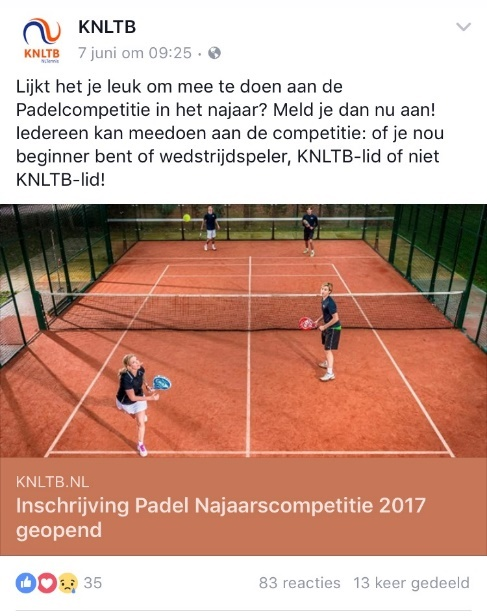 KNLTB
7 juni om 09:25 ·
KNLTB
Lijkt het je leuk om mee te doen aan de
Padelcompetitie in het najaar? Meld je dan nu aan!
Iedereen kan meedoen aan de competitie: of je nou
beginner bent of wedstrijdspeler, KNLTB-lid of niet
KNLTB-lid!
KNLTB.NL
Inschrijving Padel Najaarscompetitie 2017
geopend
35
83 reacties 13 keer gedeeld